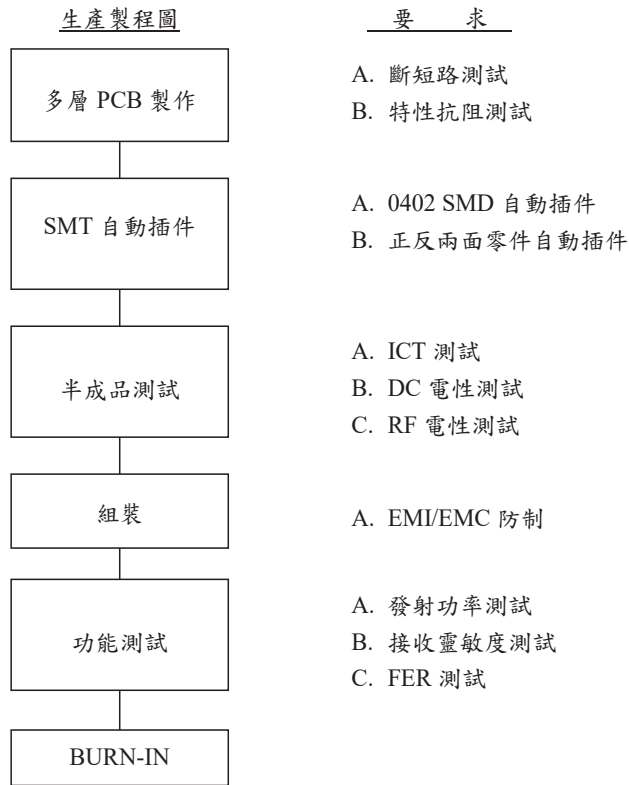 生產製程圖
要 求
多層 PCB 製作
A. 斷短路測試
B. 特性抗阻測試
SMT 自動插件
A. 0402 SMD 自動插件
B. 正反兩面零件自動插件
半成品測試
A. ICT 測試
B. DC 電性測試
C. RF 電性測試
組裝
A. EMI/EMC 防制
功能測試
A. 發射功率測試
B. 接收靈敏度測試
C. FER 測試
BURN-IN